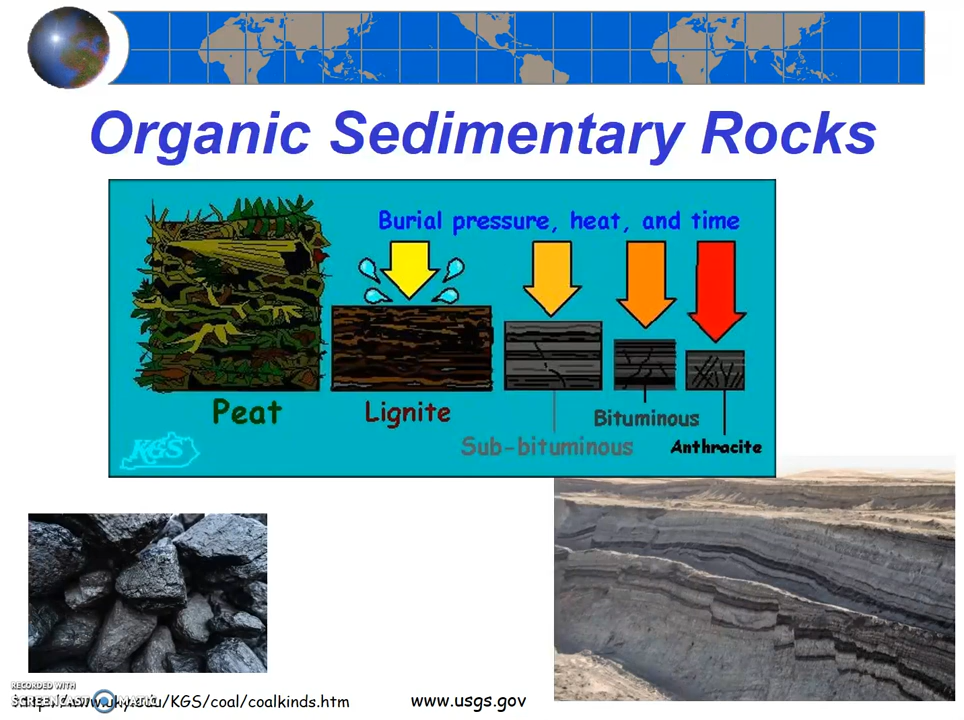 Organic Sedimentary Rocks
Burial pressure, heat, and time
Peat
Lignite
Sub-bituminous
Bituminous
Anthracite
KGS
RECORDED WITH
SCREENCAST MATIC
http://www.uky.edu/KGS/coal/coalkinds.htm
www.usgs.gov